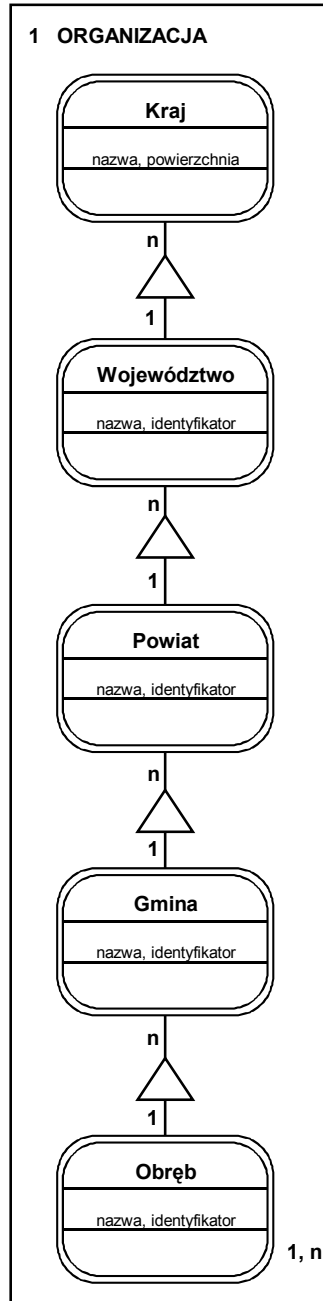 1 ORGANIZACJA
Kraj
nazwa, powierzchnia
n
1
Województwo
nazwa, identyfikator
n
1
Powiat
nazwa, identyfikator
n
1
Gmina
nazwa, identyfikator
n
1
Obręb
nazwa, identyfikator
1, n